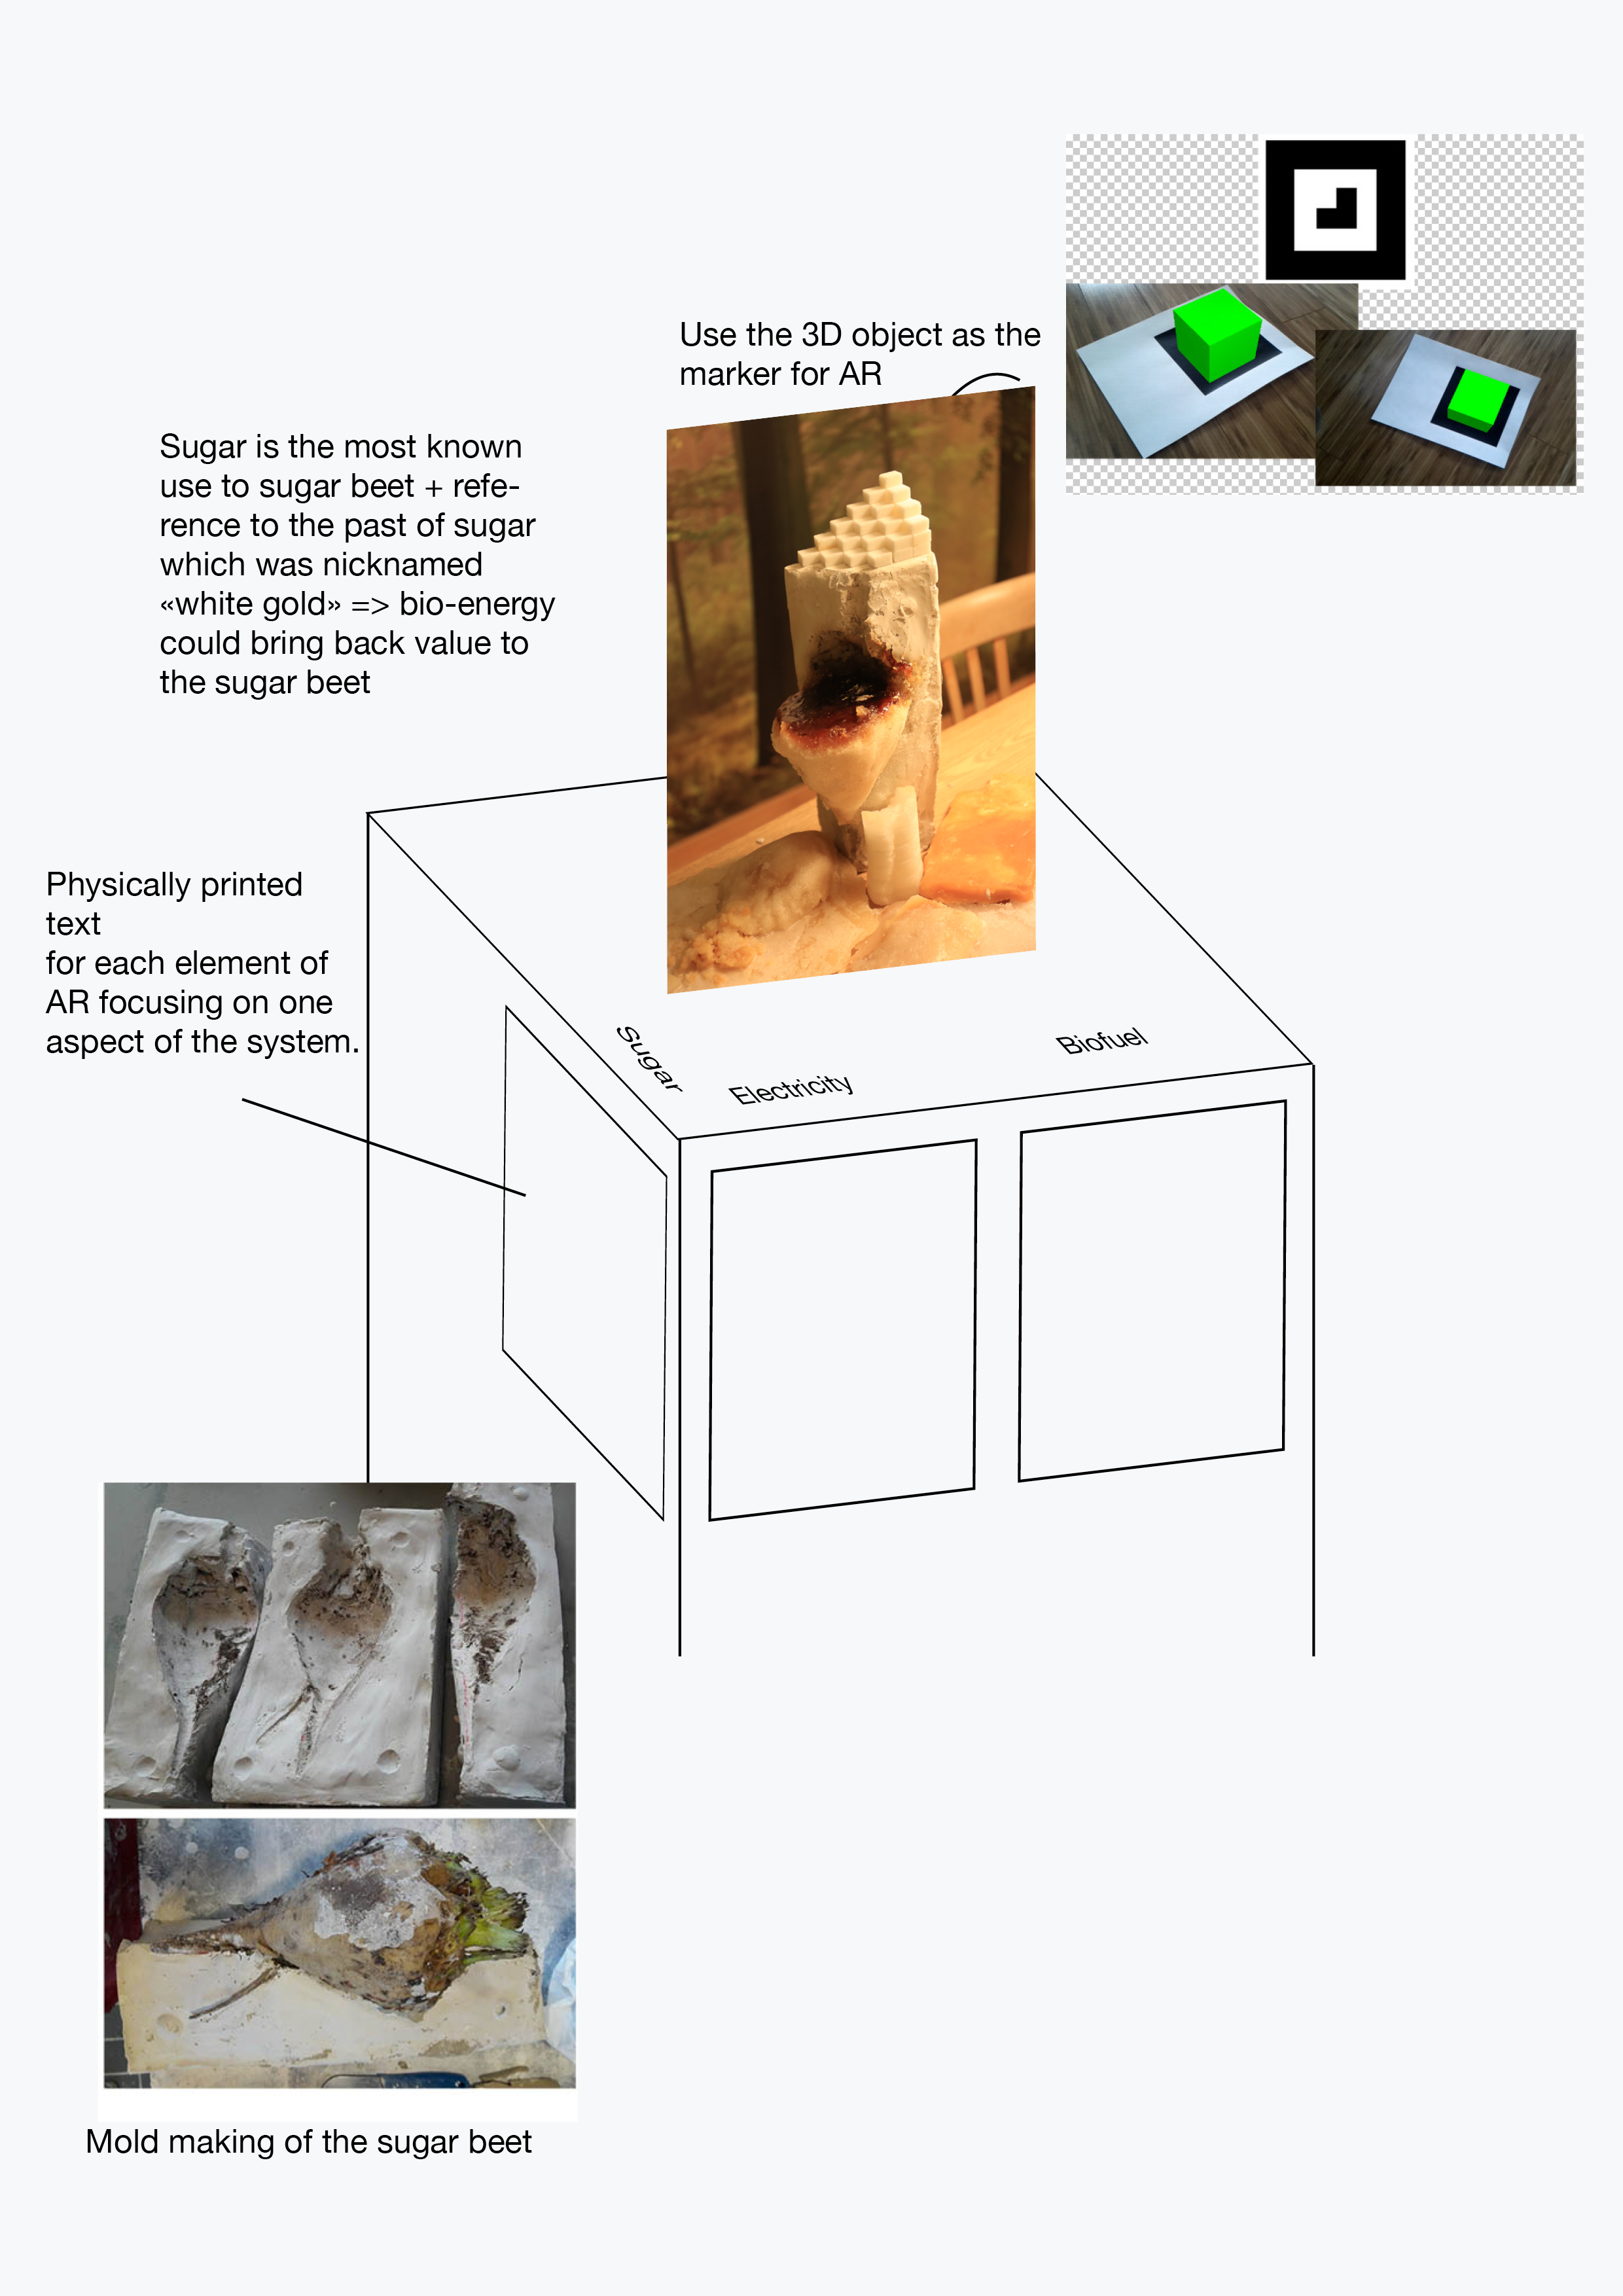 Use the 3D object as the
marker for AR
Sugar is the most known
use to sugar beet + refe-
rence to the past of sugar
which was nicknamed
«white gold» => bio-energy
could bring back value to
the sugar beet
Physically printed
text
for each element of
AR focusing on one
aspect of the system.
Sugar
Electricity
Biofuel
Mold making of the sugar beet